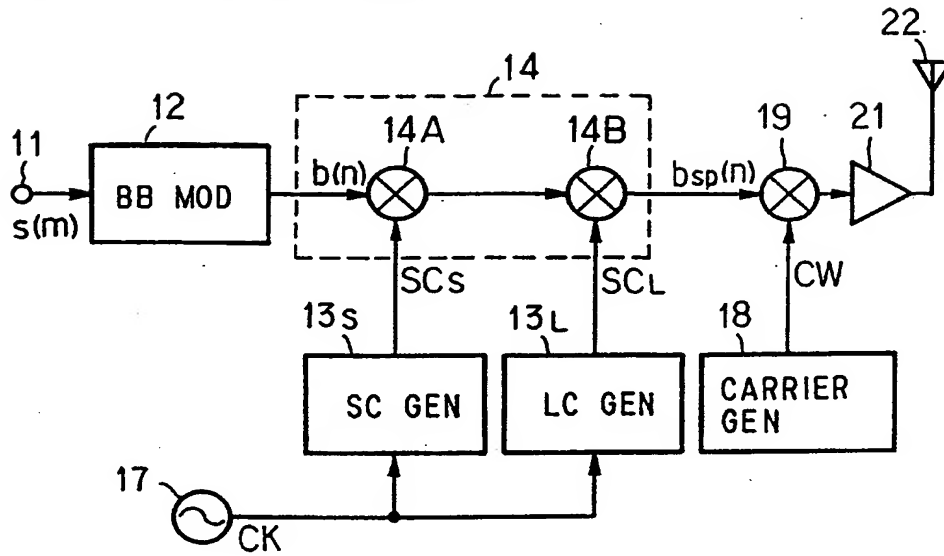 22
14
12
14A
14B
19
21
11
b(n)
bsp(n)
BB MOD
s(m)
SCS
SCL
CW
13S
13L
18
SC GEN
LC GEN
CARRIER
GEN
17
CK